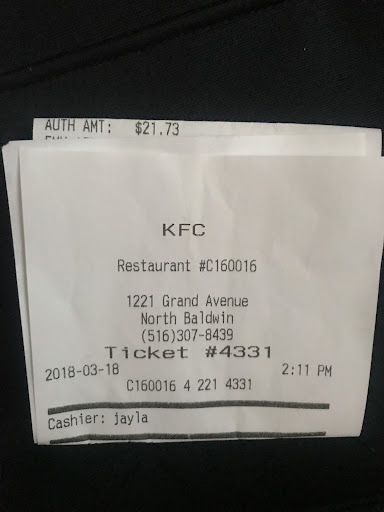 AUTH AMT: $21.73
KFC
Restaurant #C160016
1221 Grand Avenue
North Baldwin
(516)307-8439
Ticket #4331
2018-03-18 2:11 PM
C160016 4 221 4331
Cashier: jayla